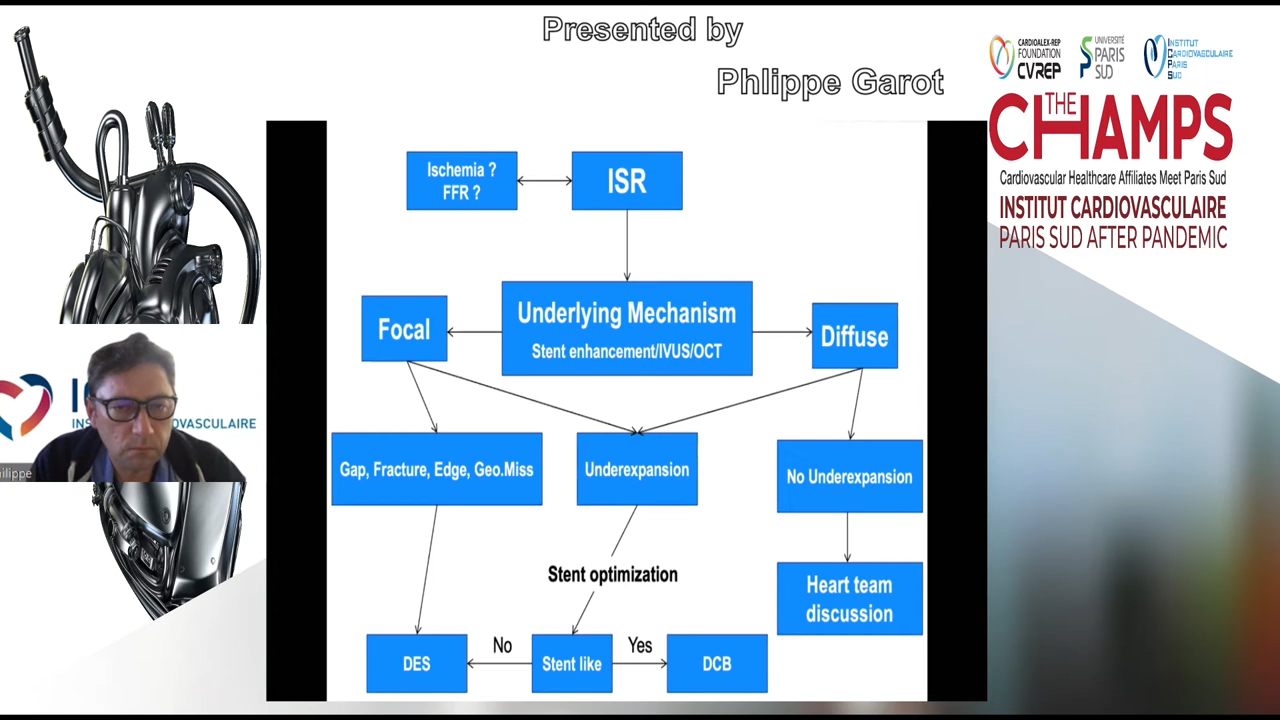 Presented by
Phlippe Garot
CARDIOALEX-REP
FOUNDATION
CVREP
UNIVERSITÉ
PARIS
SUD
INSTITUT
CARDIOVASCULAIRE
PARIS
SUD
THE
CHAMPS
Cardiovascular Healthcare Affiliates Meet Paris Sud
INSTITUT CARDIOVASCULAIRE
PARIS SUD AFTER PANDEMIC
Ischemia ?
FFR ?
ISR
Underlying Mechanism
Stent enhancement/IVUS/OCT
Focal
Diffuse
Gap, Fracture, Edge, Geo.Miss
Underexpansion
No Underexpansion
Stent optimization
Heart team
discussion
No
Yes
DES
Stent like
DCB
OVASCULAIRE
ilippe